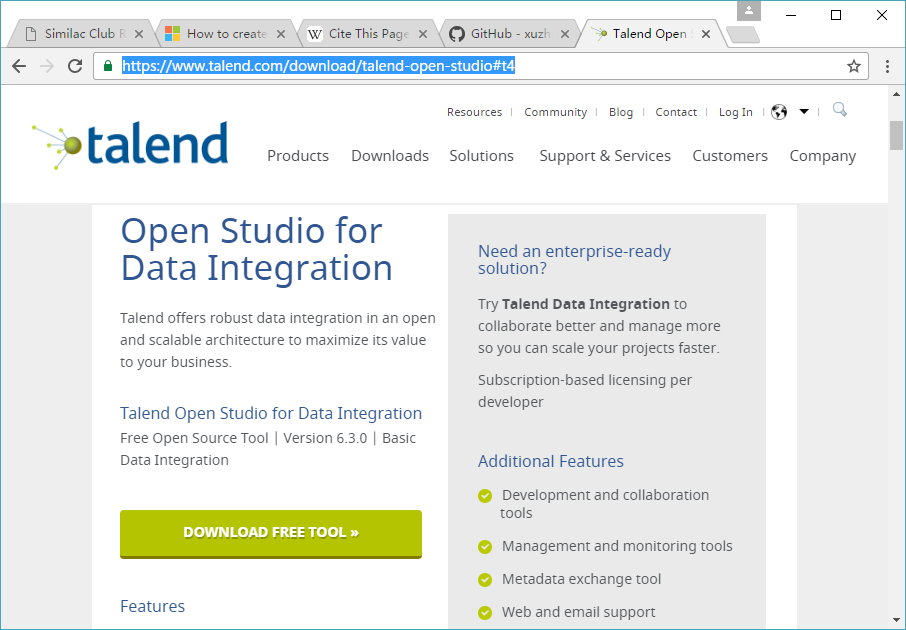 Similac Club R
How to create
Cite This Page
GitHub - xuzh
Talend Open
https://www.talend.com/download/talend-open-studio#t4
Resources | Community | Blog | Contact | Log In
talend
Products Downloads Solutions Support & Services Customers Company
Open Studio for
Data Integration
Talend offers robust data integration in an open
and scalable architecture to maximize its value
to your business.
Talend Open Studio for Data Integration
Free Open Source Tool | Version 6.3.0 | Basic
Data Integration
DOWNLOAD FREE TOOL »
Features
Need an enterprise-ready
solution?
Try Talend Data Integration to
collaborate better and manage more
so you can scale your projects faster.
Subscription-based licensing per
developer
Additional Features
Development and collaboration
tools
Management and monitoring tools
Metadata exchange tool
Web and email support